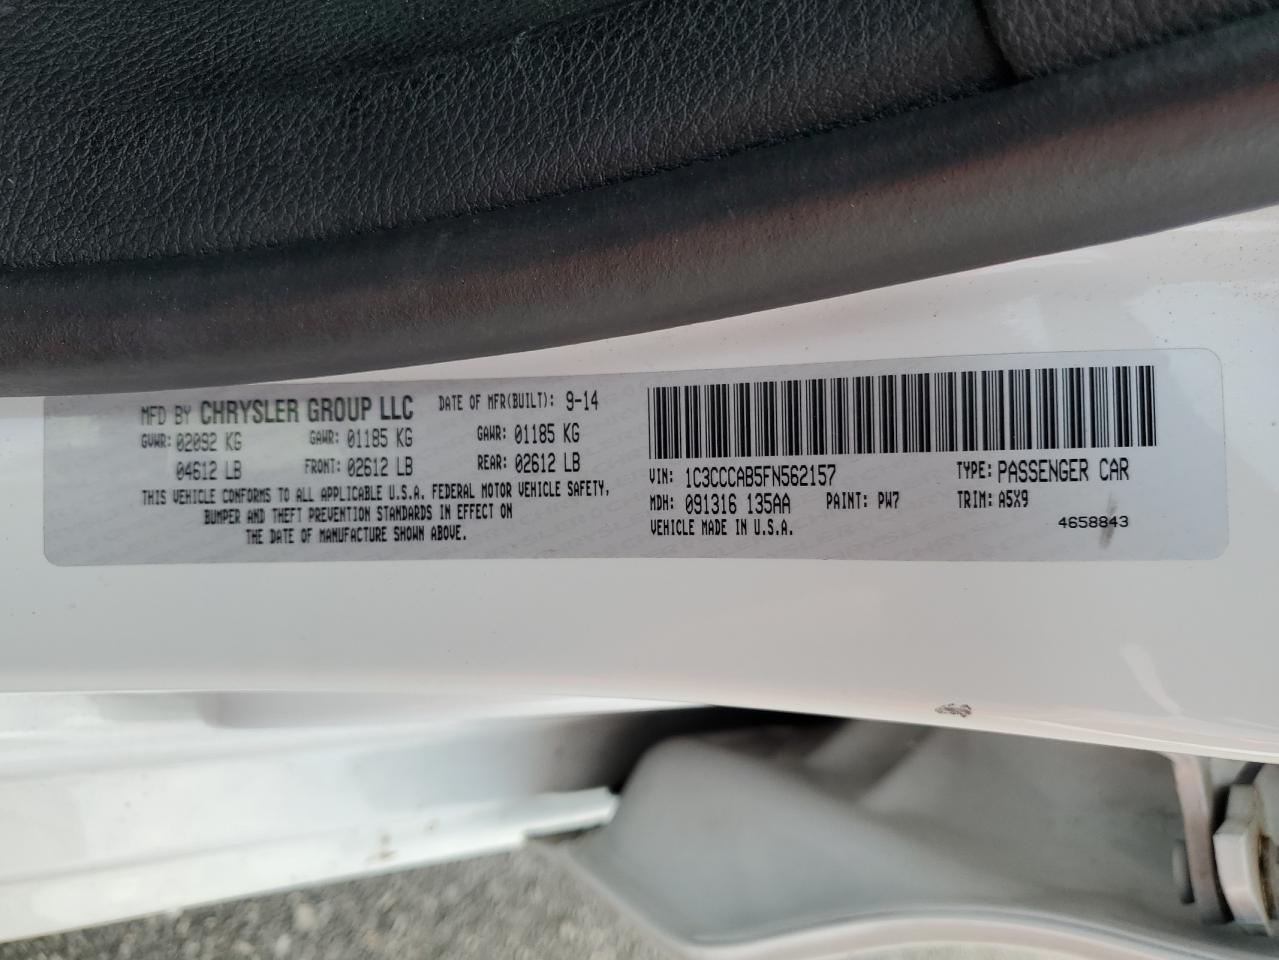 MFD BY CHRYSLER GROUP LLC DATE OF MFR(BUILT): 9-14
GVWR: 02092 KG GAWR: 01185 KG GAWR: 01185 KG
04612 LB FRONT: 02612 LB REAR: 02612 LB
THIS VEHICLE CONFORMS TO ALL APPLICABLE U.S.A. FEDERAL MOTOR VEHICLE SAFETY,
BUMPER AND THEFT PREVENTION STANDARDS IN EFFECT ON
THE DATE OF MANUFACTURE SHOWN ABOVE.
VIN: 1C3CCCAB5FN562157 TYPE: PASSENGER CAR
MDH: 091316 135AA PAINT: PW7 TRIM: A5X9
VEHICLE MADE IN U.S.A. 4658843